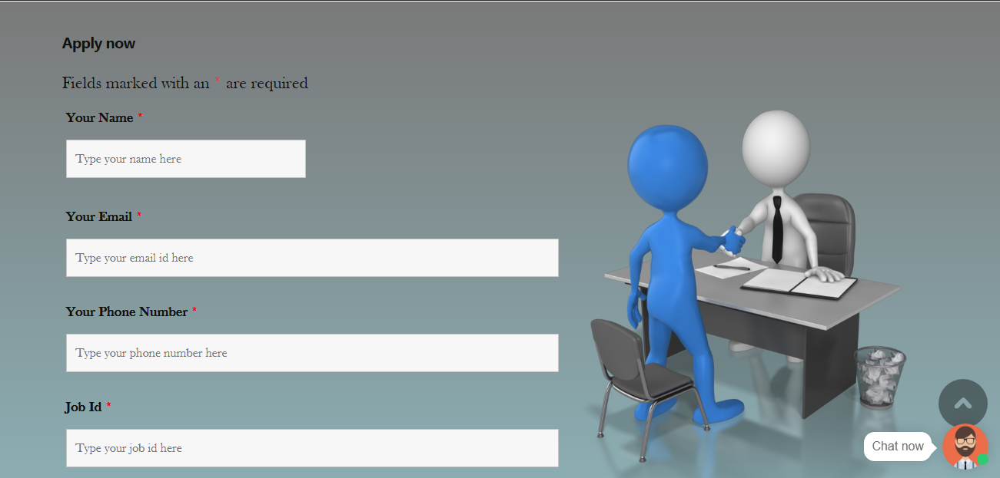 Apply now
Fields marked with an * are required
Your Name *
Type your name here
Your Email *
Type your email id here
Your Phone Number *
Type your phone number here
Job Id *
Type your job id here
Chat now